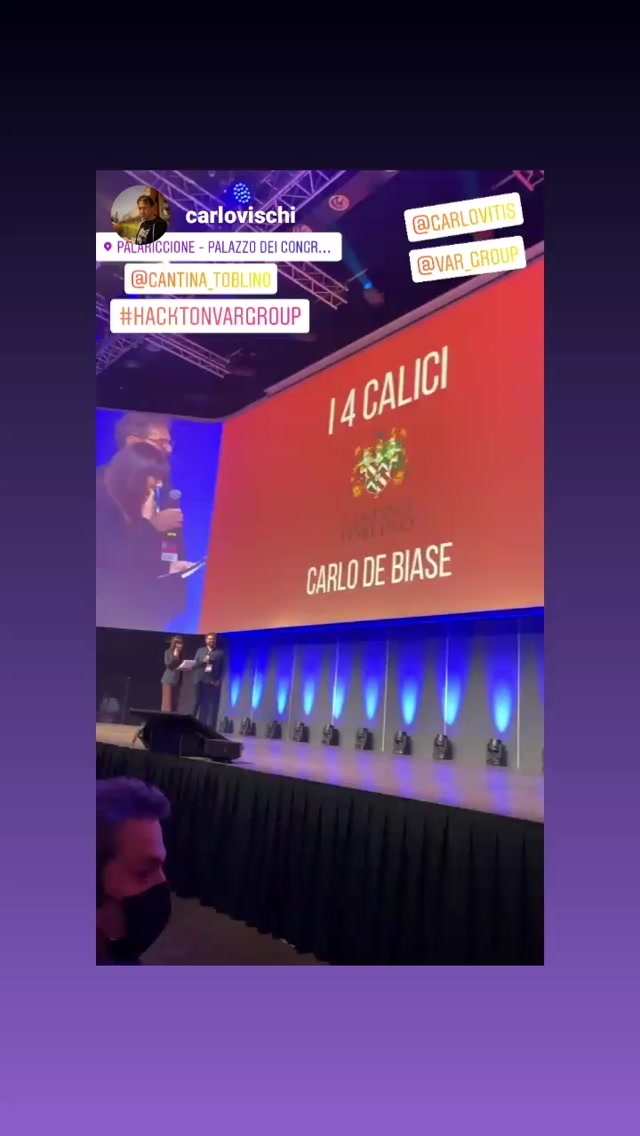 carlovischi
PALARICCIONE - PALAZZO DEI CONGR...
@CANTINA_TOBLINO
#HACKTONVARGROUP
@CARLOVITIS
@VAR_GROUP
I 4 CALICI
CANTINA
TOBLINO
CARLO DE BIASE